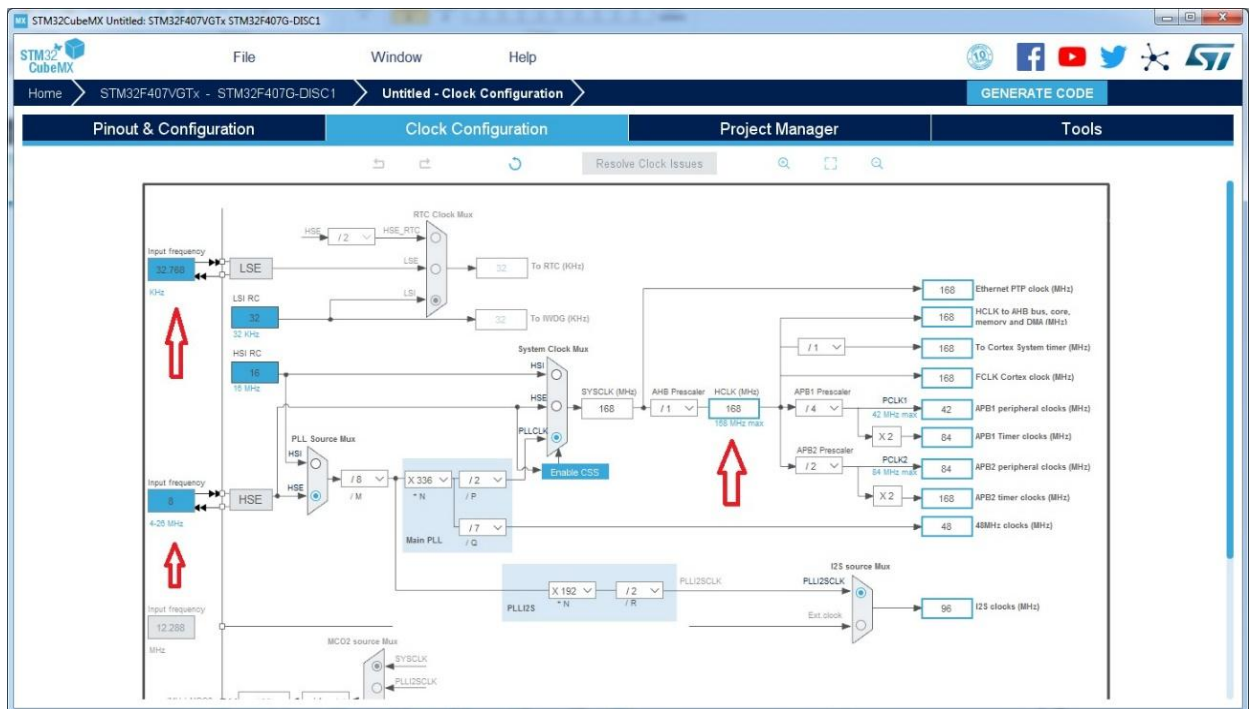 STM32CubeMX Untitled: STM32F407VGTx STM32F407G-DISC1
STM32
CubeMX
File
Window
Help
10
Home
STM32F407VGTx - STM32F407G-DISC1
Untitled - Clock Configuration
GENERATE CODE
Pinout & Configuration
Clock Configuration
Project Manager
Tools
Resolve Clock Issues
RTC Clock Mux
HSE
/ 2
HSE_RTC
Input frequency
32.768
KHz
LSE
LSE
32
To RTC (KHz)
LSI RC
LSI
32
32 KHz
32
To IWDG (KHz)
HSI RC
16
16 MHz
System Clock Mux
HSI
HSE
PLLCLK
Enable CSS
SYSCLK (MHz)
168
AHB Prescaler
/ 1
HCLK (MHz)
168
168 MHz max
168
Ethernet PTP clock (MHz)
168
HCLK to AHB bus, core,
memory and DMA (MHz)
/ 1
168
To Cortex System timer (MHz)
168
FCLK Cortex clock (MHz)
APB1 Prescaler
/ 4
PCLK1
42 MHz max
42
APB1 peripheral clocks (MHz)
X 2
84
APB1 Timer clocks (MHz)
APB2 Prescaler
/ 2
PCLK2
84 MHz max
84
APB2 peripheral clocks (MHz)
X 2
168
APB2 timer clocks (MHz)
48
48MHz clocks (MHz)
PLL Source Mux
HSI
HSE
Input frequency
8
4-26 MHz
HSE
/ 8
/ M
X 336
* N
/ 2
/ P
/ 7
/ Q
Main PLL
PLLI2S
X 192
* N
/ 2
/ R
PLLI2SCLK
I2S source Mux
PLLI2SCLK
Ext.clock
96
I2S clocks (MHz)
Input frequency
12.288
MHz
MCO2 source Mux
SYSCLK
PLLI2SCLK